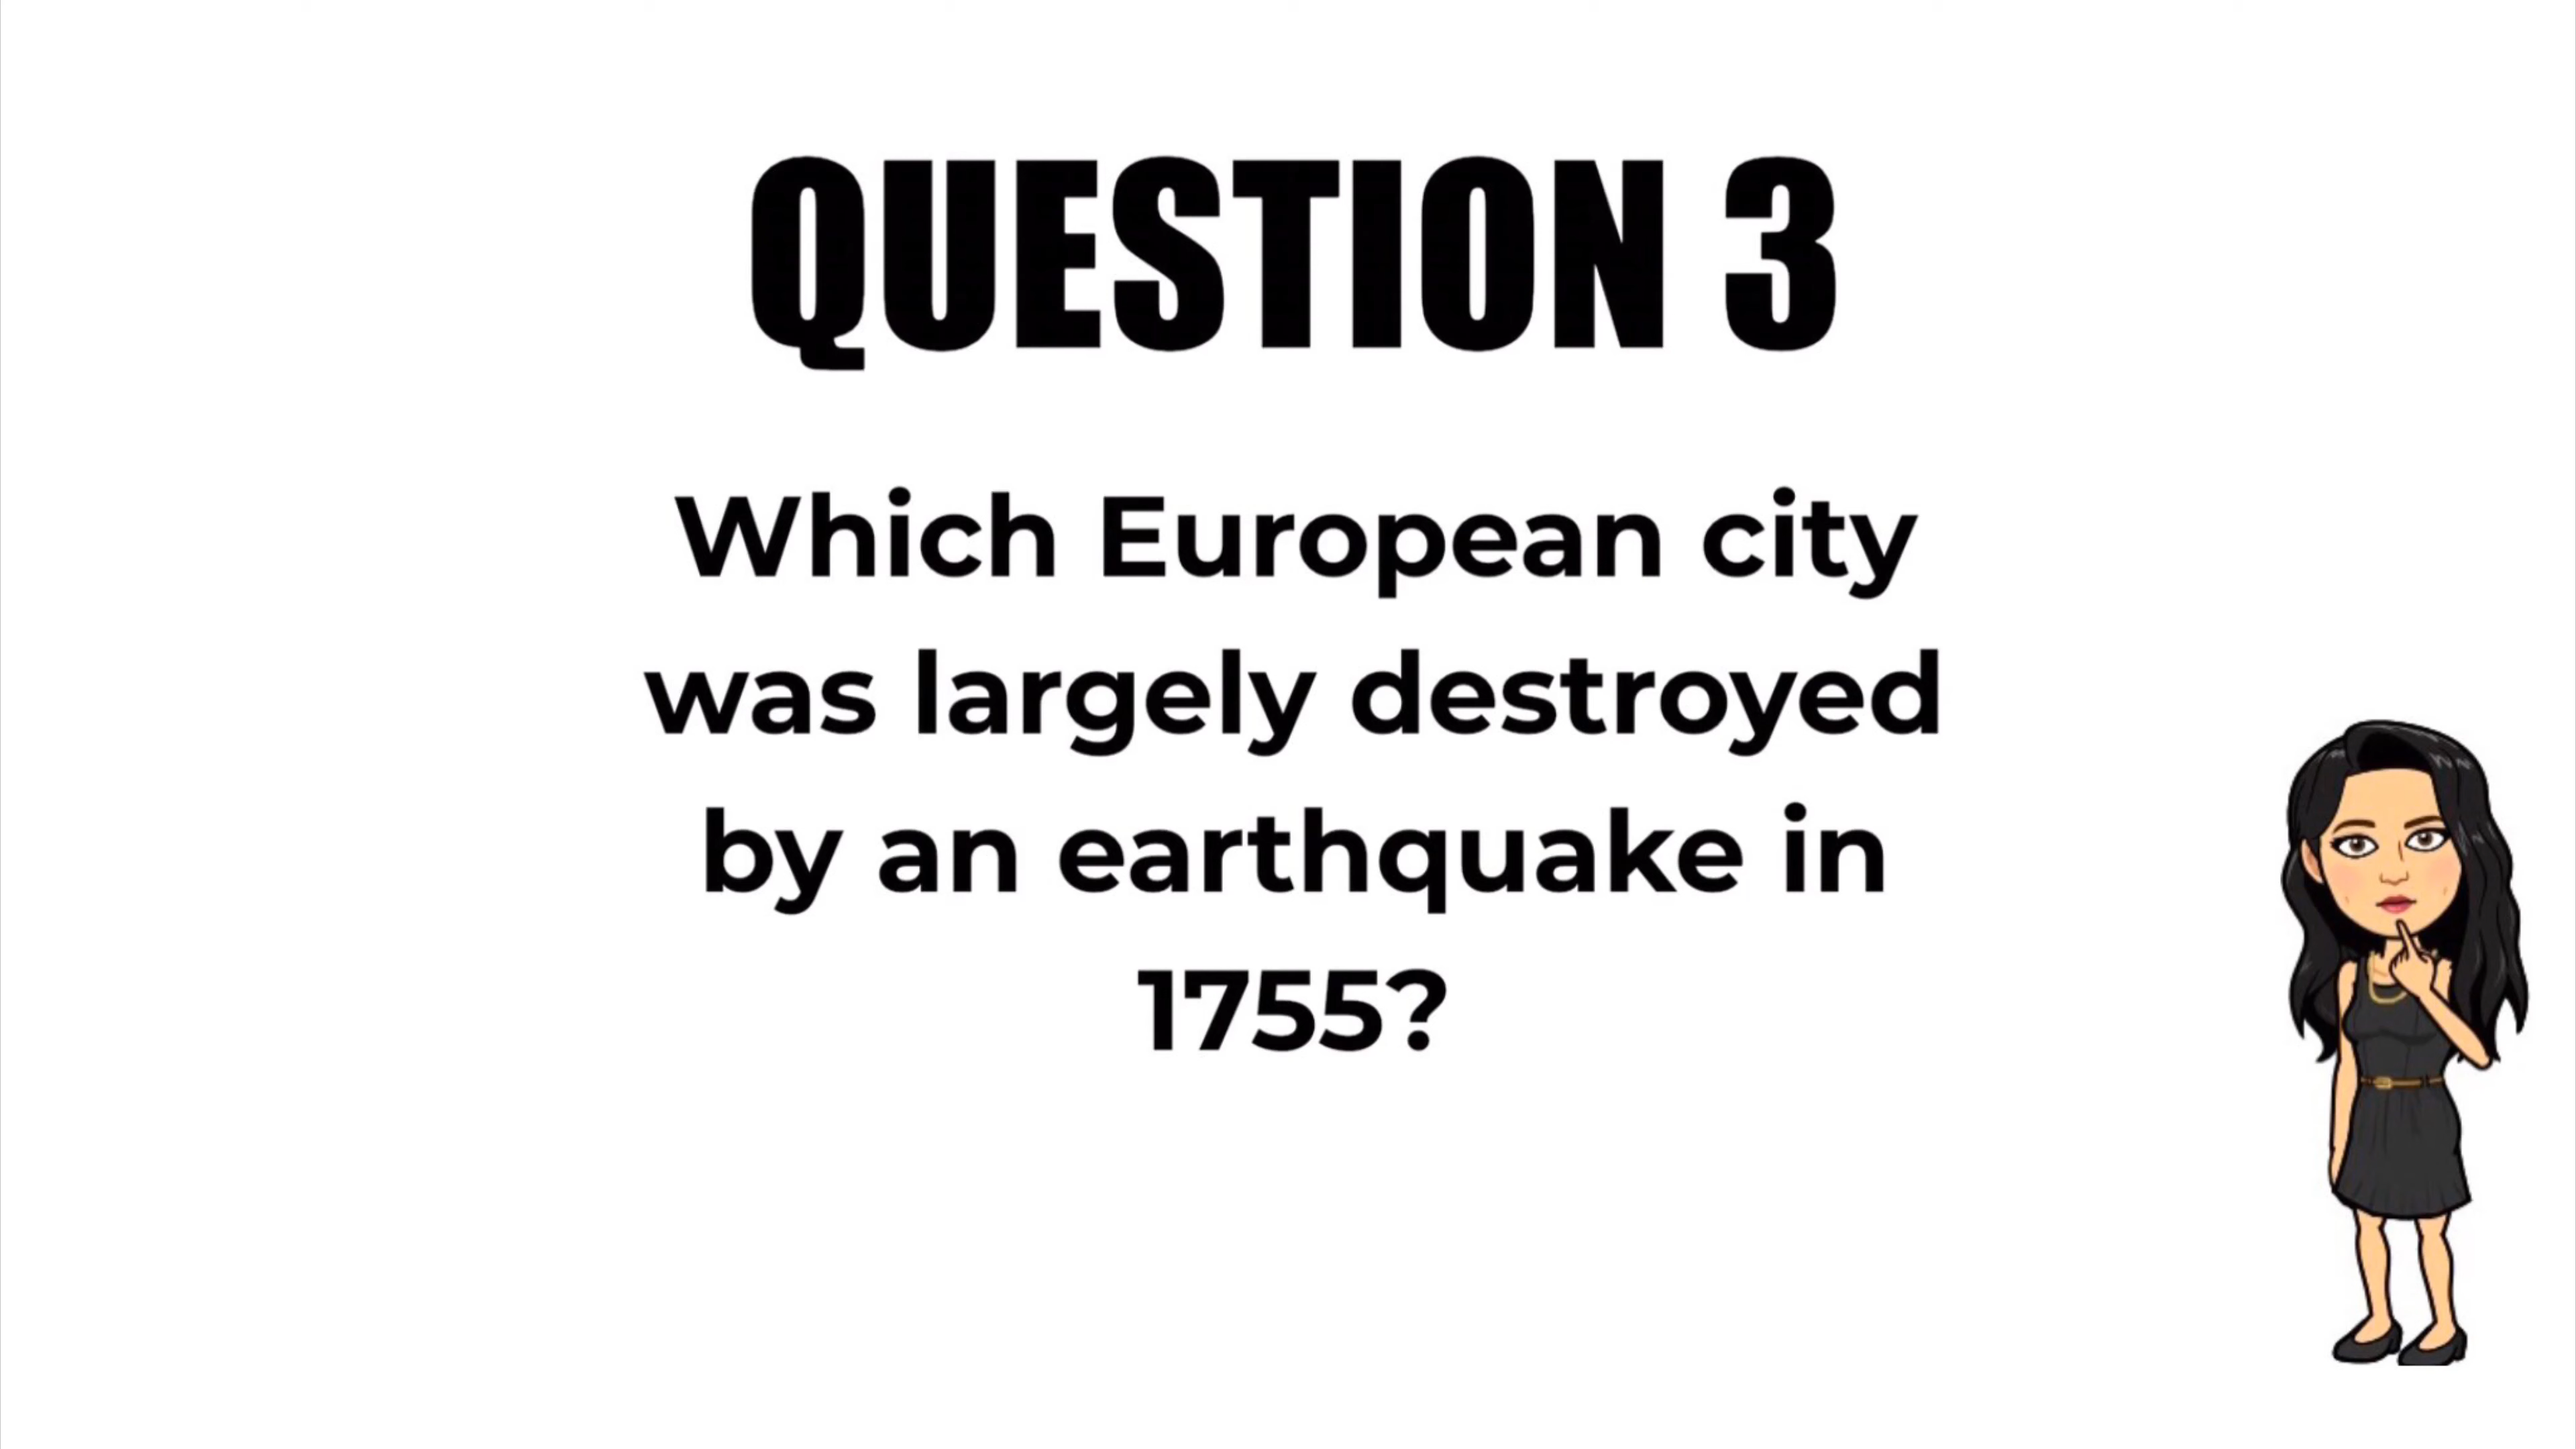 QUESTION 3
Which European city
was largely destroyed
by an earthquake in
1755?